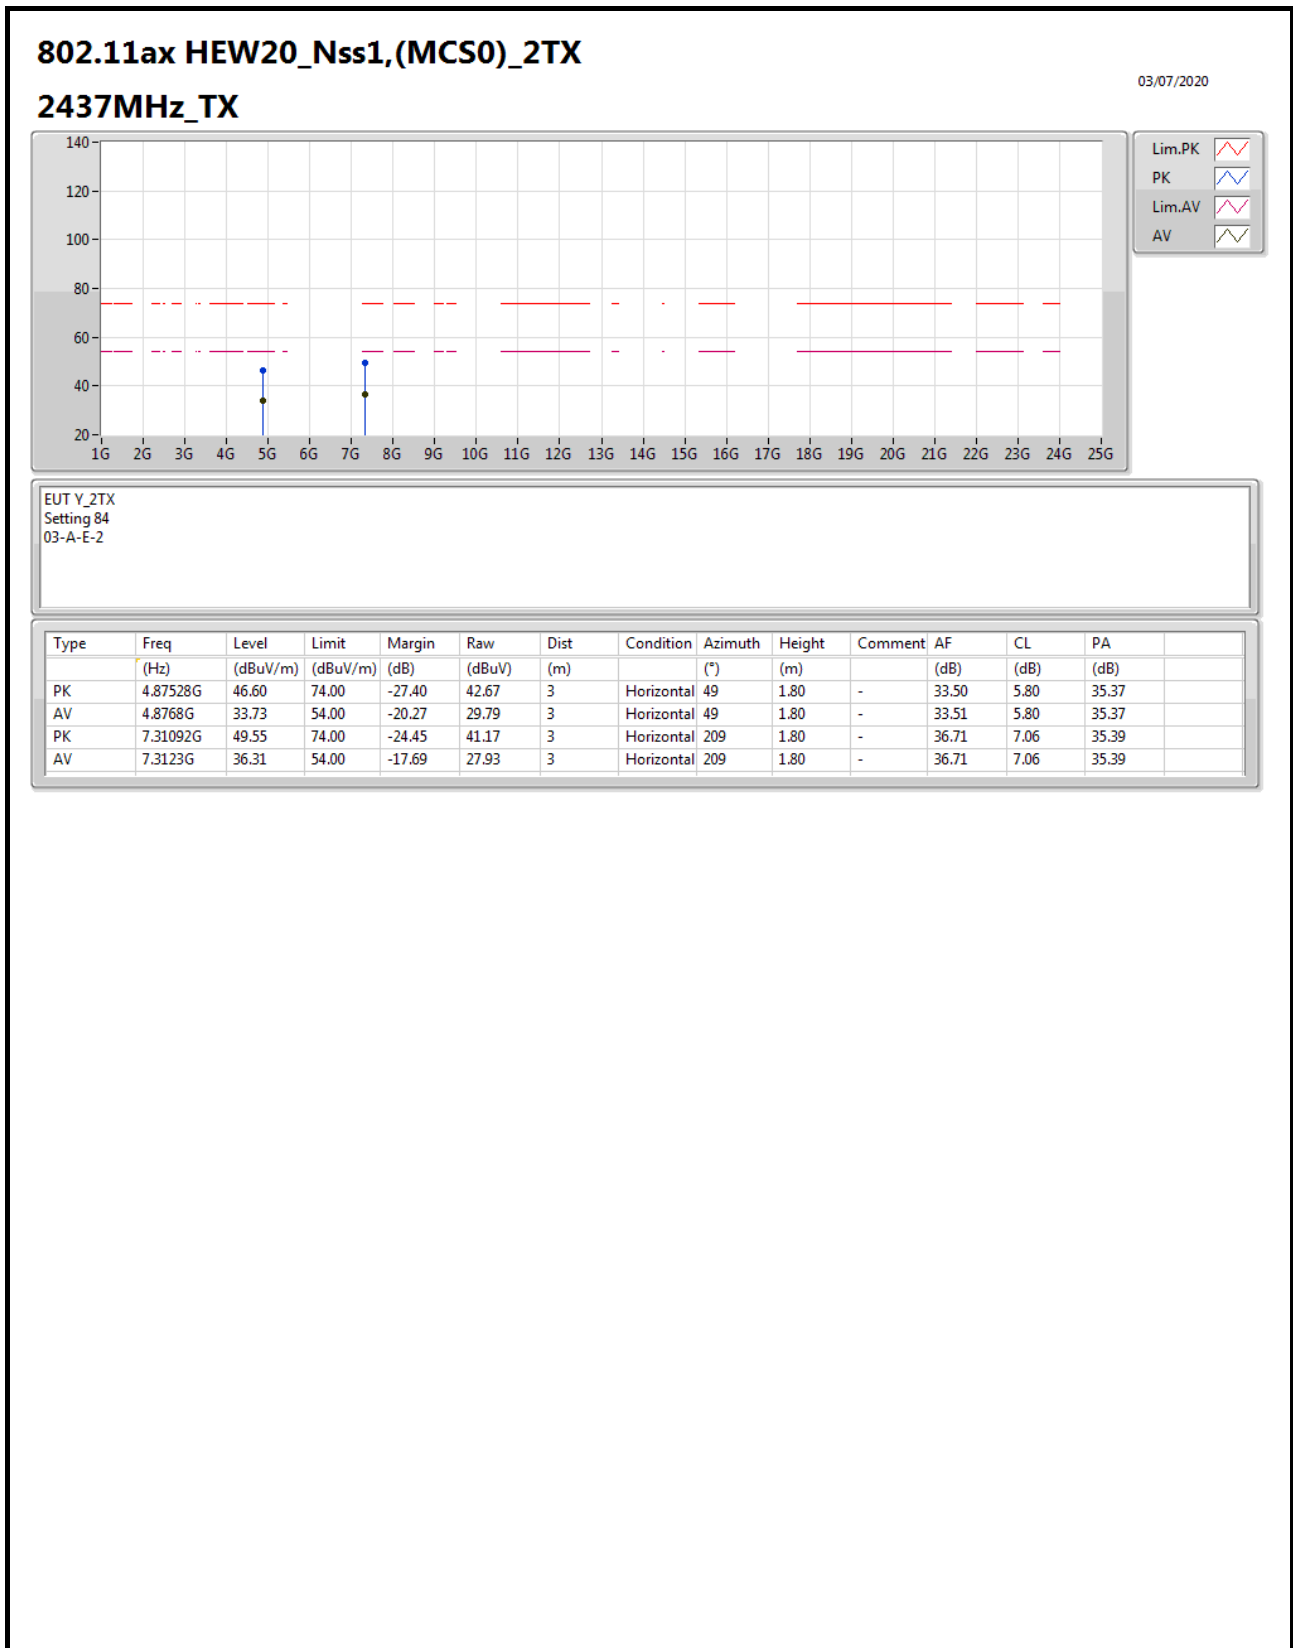 802.11ax HEW20_Nss1,(MCS0)_2TX
03/07/2020
2437MHz_TX
140
120
100
80
60
40
20
1G 2G 3G 4G 5G 6G 7G 8G 9G 10G 11G 12G 13G 14G 15G 16G 17G 18G 19G 20G 21G 22G 23G 24G 25G
Lim.PK
PK
Lim.AV
AV
EUT Y_2TX
Setting 84
03-A-E-2
Type Freq Level Limit Margin Raw Dist Condition Azimuth Height Comment AF CL PA
(Hz) (dBuV/m) (dBuV/m) (dB) (dBuV) (m) (°) (m) (dB) (dB) (dB)
PK 4.87528G 46.60 74.00 -27.40 42.67 3 Horizontal 49 1.80 - 33.50 5.80 35.37
AV 4.8768G 33.73 54.00 -20.27 29.79 3 Horizontal 49 1.80 - 33.51 5.80 35.37
PK 7.31092G 49.55 74.00 -24.45 41.17 3 Horizontal 209 1.80 - 36.71 7.06 35.39
AV 7.3123G 36.31 54.00 -17.69 27.93 3 Horizontal 209 1.80 - 36.71 7.06 35.39